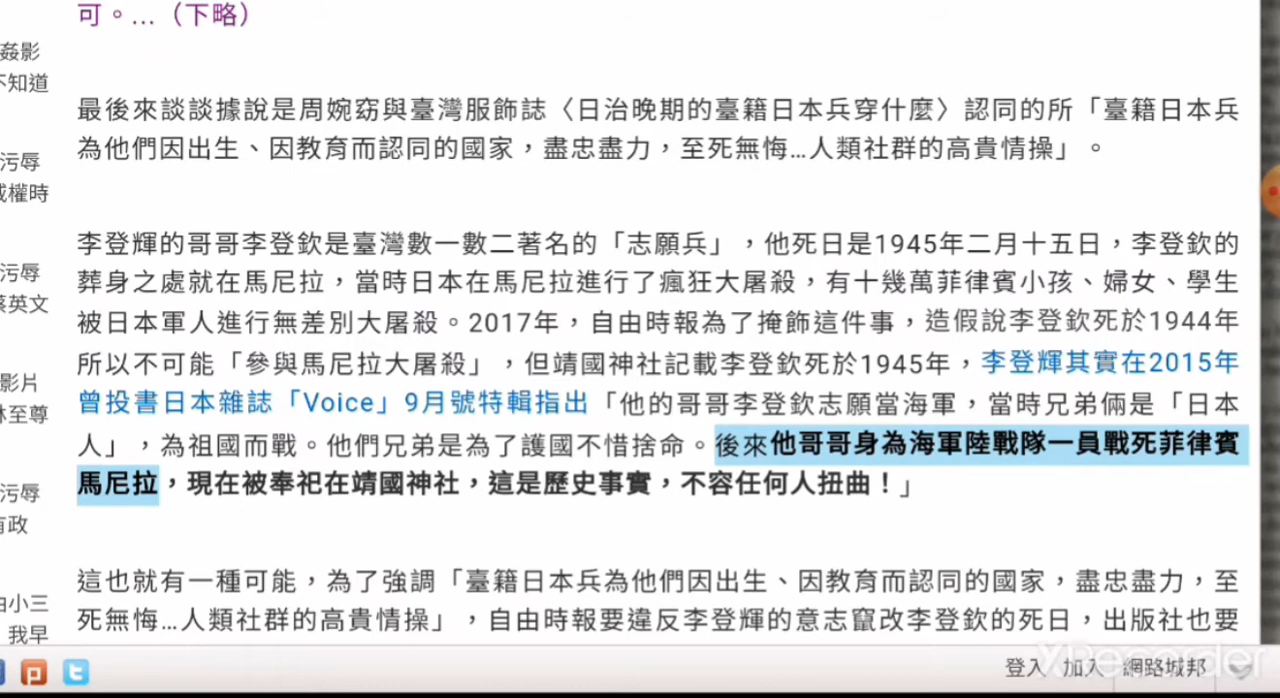 可。...（下略）
姦影
不知道
最後來談談據說是周婉窈與臺灣服飾誌〈日治晚期的臺籍日本兵穿什麼〉認同的所「臺籍日本兵
為他們因出生、因教育而認同的國家，盡忠盡力，至死無悔...人類社群的高貴情操」。
污辱
威權時
李登輝的哥哥李登欽是臺灣數一數二著名的「志願兵」，他死日是1945年二月十五日，李登欽的
葬身之處就在馬尼拉，當時日本在馬尼拉進行了瘋狂大屠殺，有十幾萬菲律賓小孩、婦女、學生
被日本軍人進行無差別大屠殺。2017年，自由時報為了掩飾這件事，造假說李登欽死於1944年
所以不可能「參與馬尼拉大屠殺」，但靖國神社記載李登欽死於1945年，李登輝其實在2015年
曾投書日本雜誌「Voice」9月號特輯指出「他的哥哥李登欽志願當海軍，當時兄弟倆是「日本
人」，為祖國而戰。他們兄弟是為了護國不惜捨命。後來他哥哥身為海軍陸戰隊一員戰死菲律賓
馬尼拉，現在被奉祀在靖國神社，這是歷史事實，不容任何人扭曲！」
污辱
蔡英文
影片
林至尊
污辱
有政
這也就有一種可能，為了強調「臺籍日本兵為他們因出生、因教育而認同的國家，盡忠盡力，至
死無悔...人類社群的高貴情操」，自由時報要違反李登輝的意志竄改李登欽的死日，出版社也要
由小三
我早
登入 加入 網路城邦
XRecorder